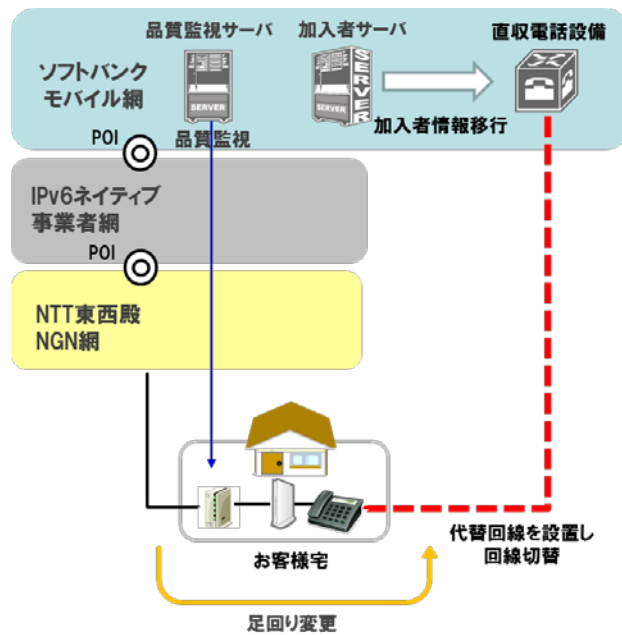 品質監視サーバ
加入者サーバ
直収電話設備
ソフトバンク
モバイル網
SERVER
SERVER
SERVER
加入者情報移行
品質監視
POI
IPv6ネイティブ
事業者網
POI
NTT東西殿
NGN網
代替回線を設置し
回線切替
お客様宅
足回り変更